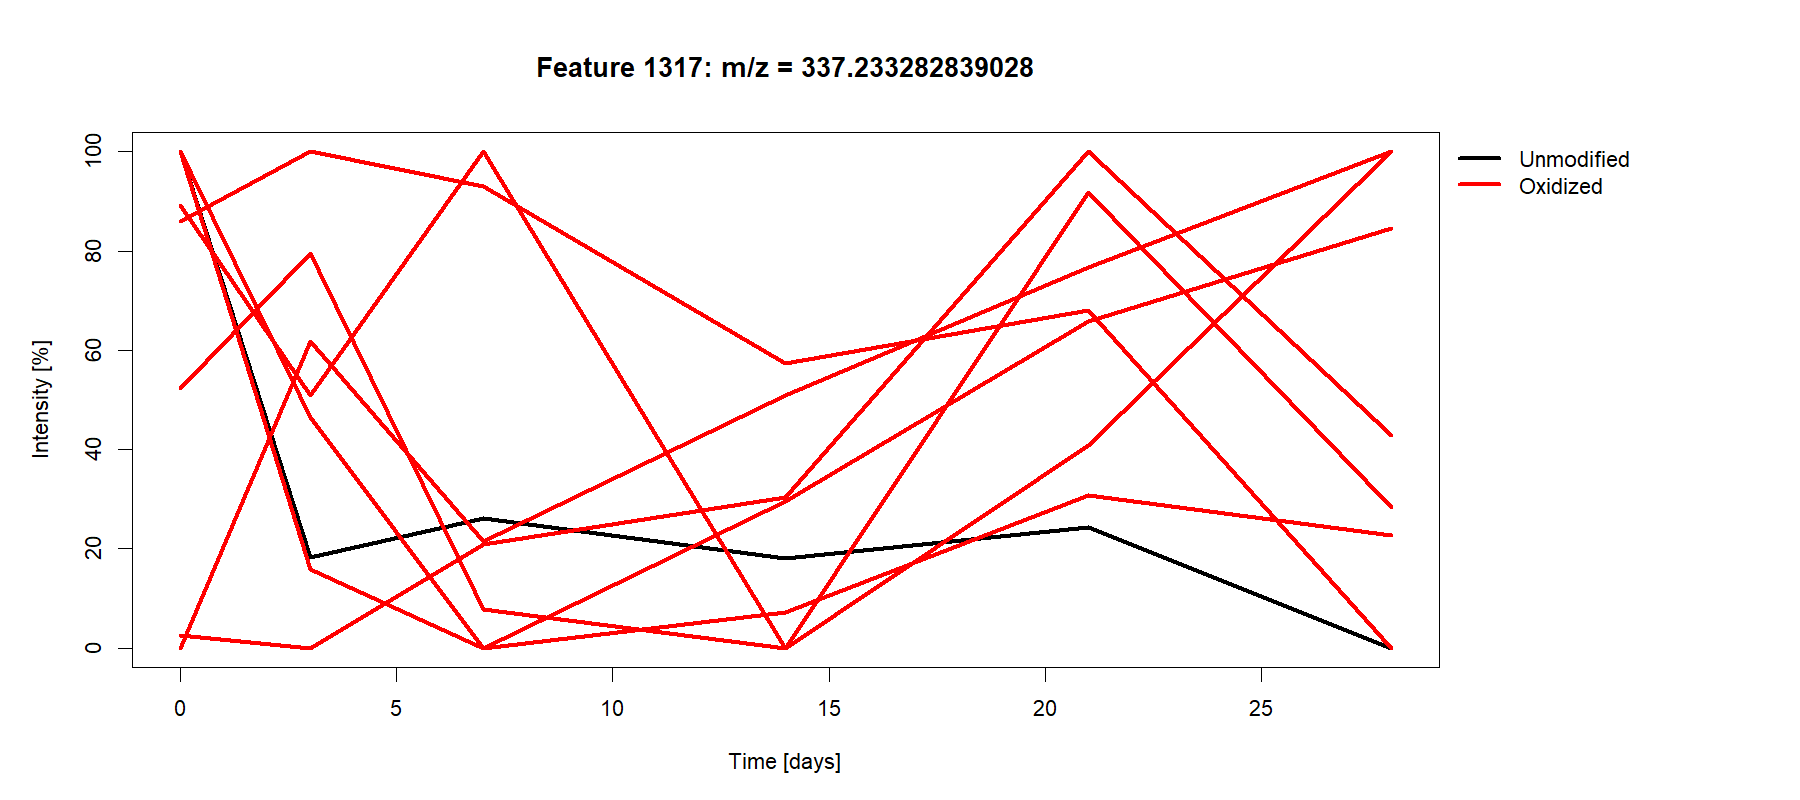 Feature 1317: m/z = 337.233282839028
Unmodified
Oxidized
Intensity [%]
100
80
60
40
20
0
0 5 10 15 20 25
Time [days]